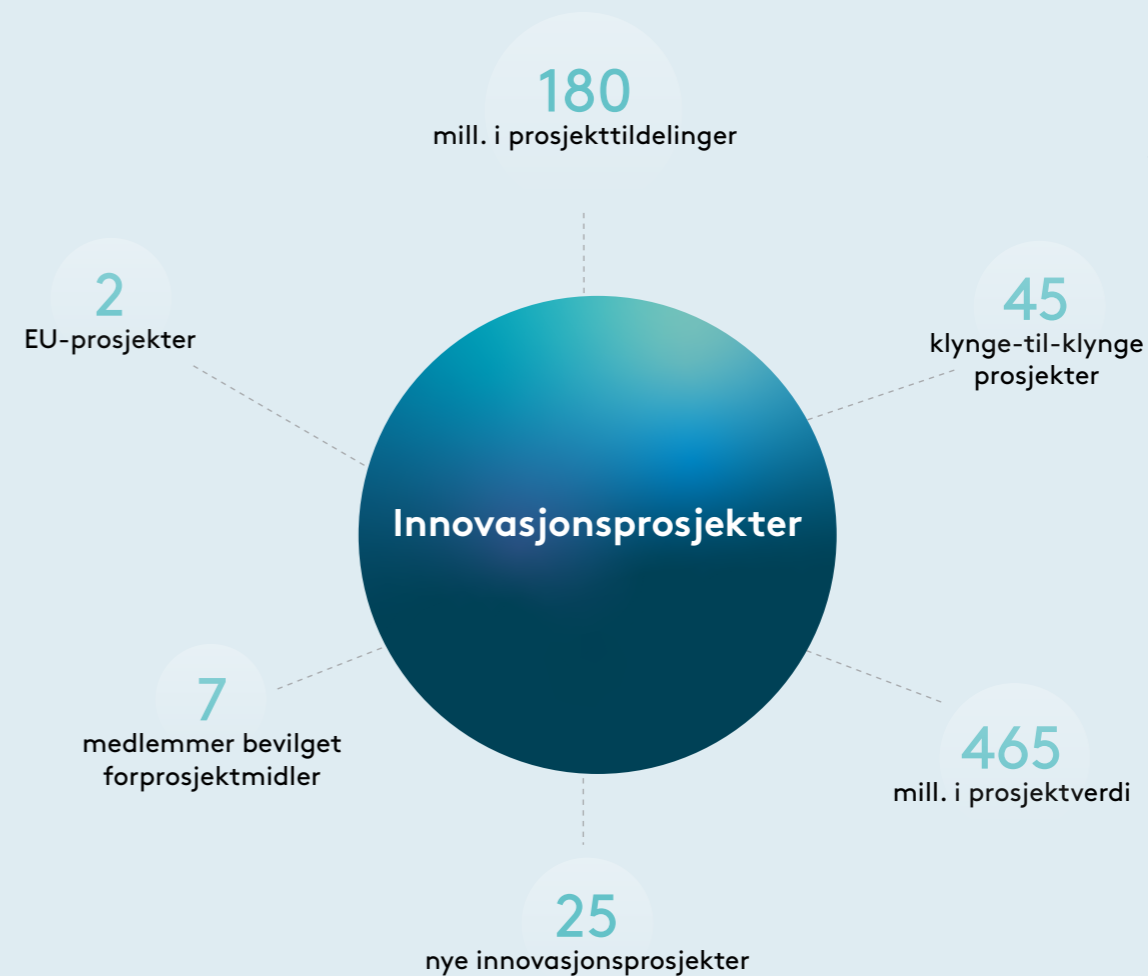 180
mill. i prosjekttildelinger
2
EU-prosjekter
45
klynge-til-klynge
prosjekter
Innovasjonsprosjekter
7
medlemmer bevilget
forprosjektmidler
465
mill. i prosjektverdi
25
nye innovasjonsprosjekter